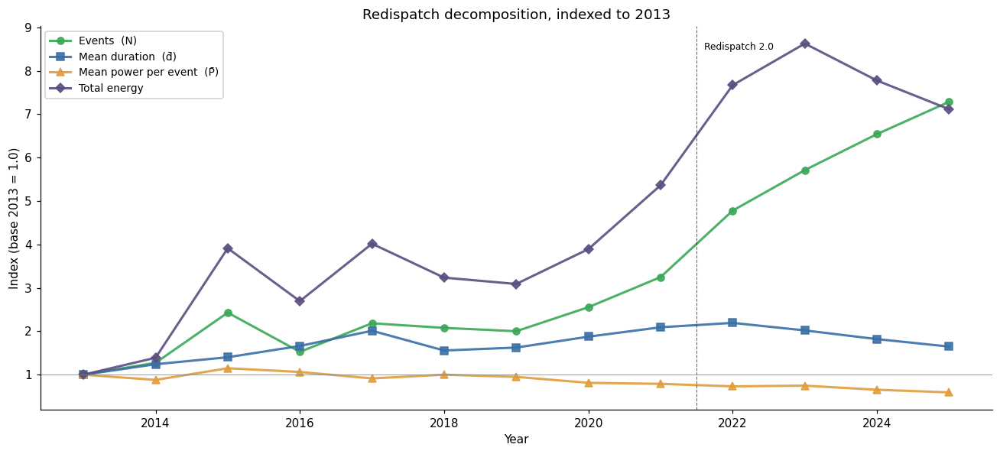 Redispatch decomposition, indexed to 2013
Events (N)
Mean duration (d̄)
Mean power per event (P̄)
Total energy
Redispatch 2.0
Index (base 2013 = 1.0)
9
8
7
6
5
4
3
2
1
2014 2016 2018 2020 2022 2024
Year